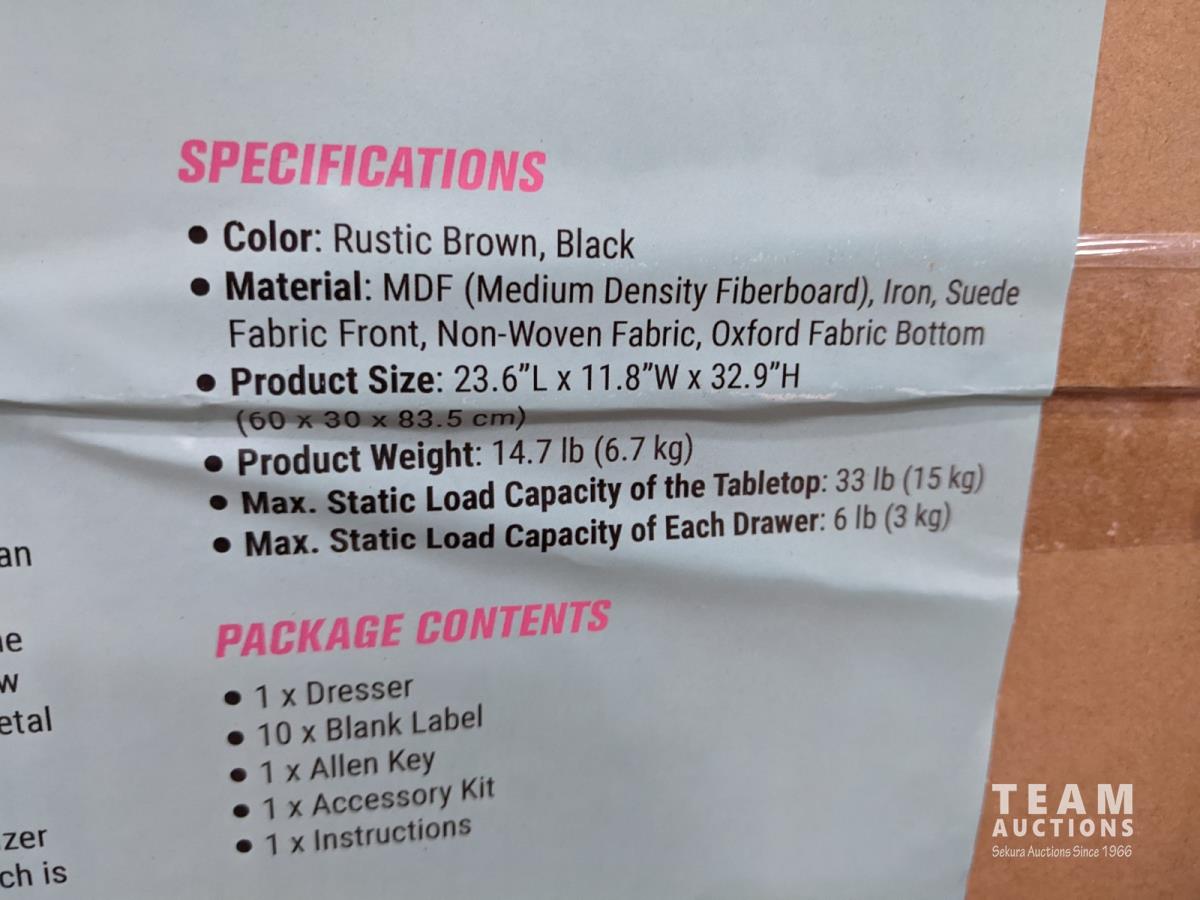 SPECIFICATIONS
● Color: Rustic Brown, Black
● Material: MDF (Medium Density Fiberboard), Iron, Suede
Fabric Front, Non-Woven Fabric, Oxford Fabric Bottom
● Product Size: 23.6”L x 11.8”W x 32.9”H
(60 x 30 x 83.5 cm)
● Product Weight: 14.7 lb (6.7 kg)
● Max. Static Load Capacity of the Tabletop: 33 lb (15 kg)
● Max. Static Load Capacity of Each Drawer: 6 lb (3 kg)
PACKAGE CONTENTS
● 1 x Dresser
● 10 x Blank Label
● 1 x Allen Key
● 1 x Accessory Kit
● 1 x Instructions
an
w
etal
zer
ch is
TEAM
AUCTIONS
Sekura Auctions Since 1966